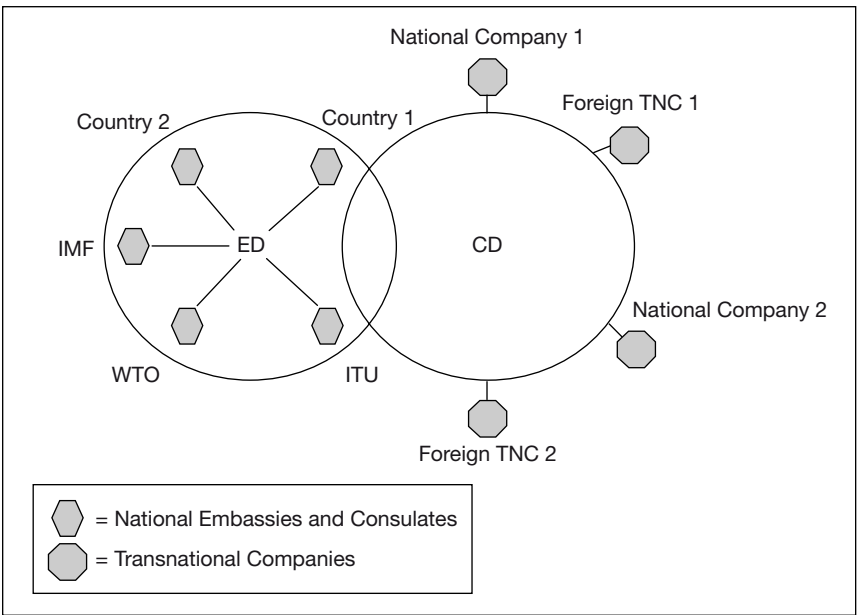 National Company 1
Foreign TNC 1
Country 2
Country 1
IMF
ED
CD
National Company 2
WTO
ITU
Foreign TNC 2
= National Embassies and Consulates
= Transnational Companies